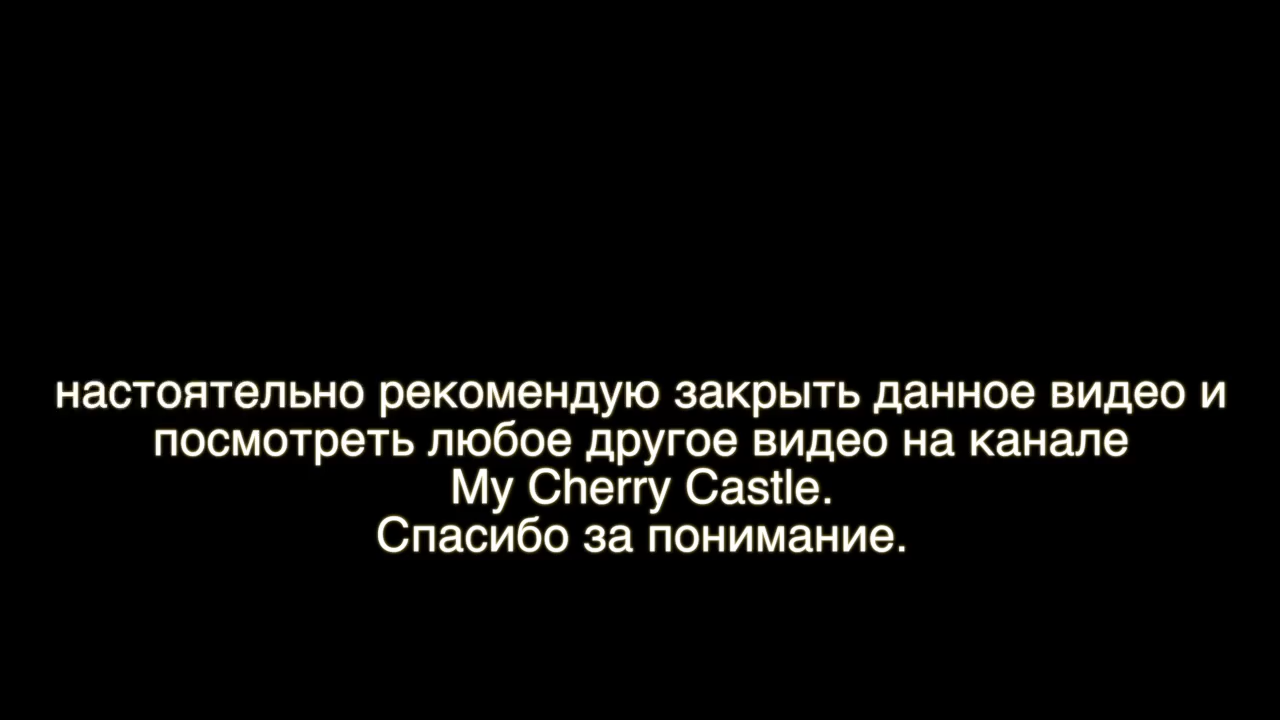 настоятельно рекомендую закрыть данное видео и
посмотреть любое другое видео на канале
My Cherry Castle.
Спасибо за понимание.